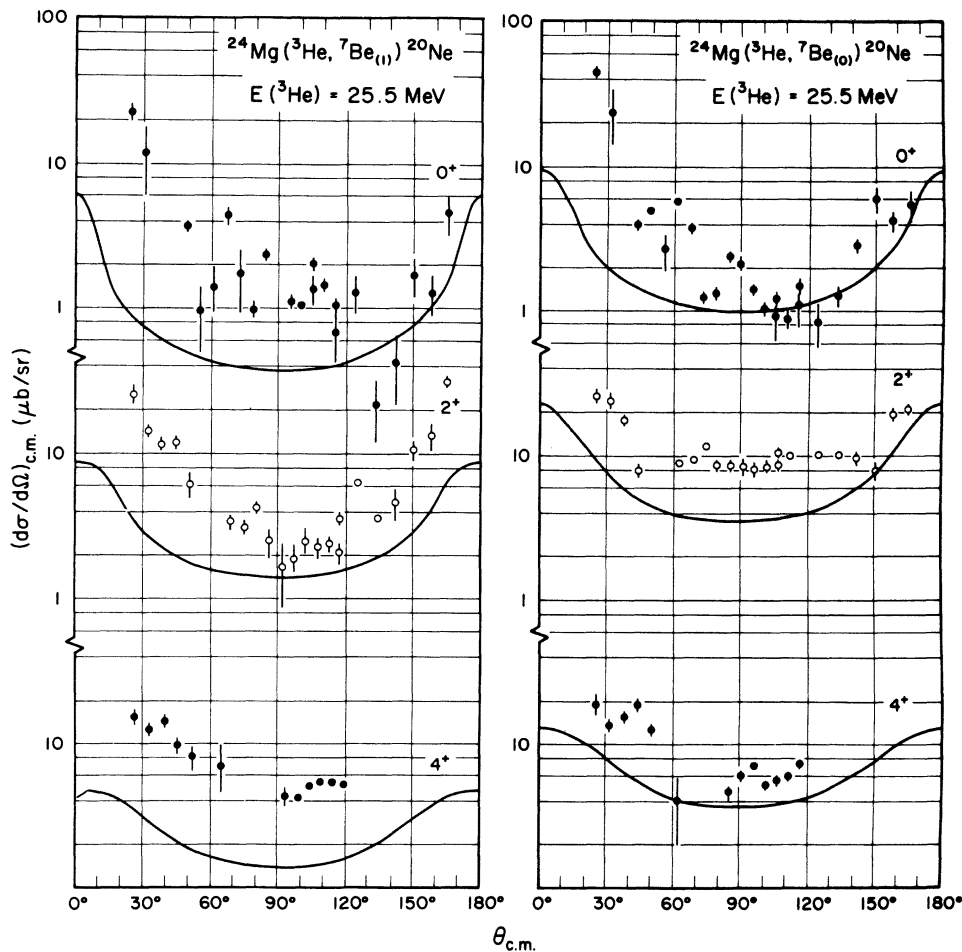 (dσ/dΩ)c.m. (μb/sr)
100
10
1
10
1
10
²⁴Mg(³He, ⁷Be(1))²⁰Ne
E(³He) = 25.5 MeV
0⁺
2⁺
4⁺
0° 30° 60° 90° 120° 150°
100
10
1
10
1
10
²⁴Mg(³He, ⁷Be(0))²⁰Ne
E(³He) = 25.5 MeV
0⁺
2⁺
4⁺
0° 30° 60° 90° 120° 150° 180°
θc.m.